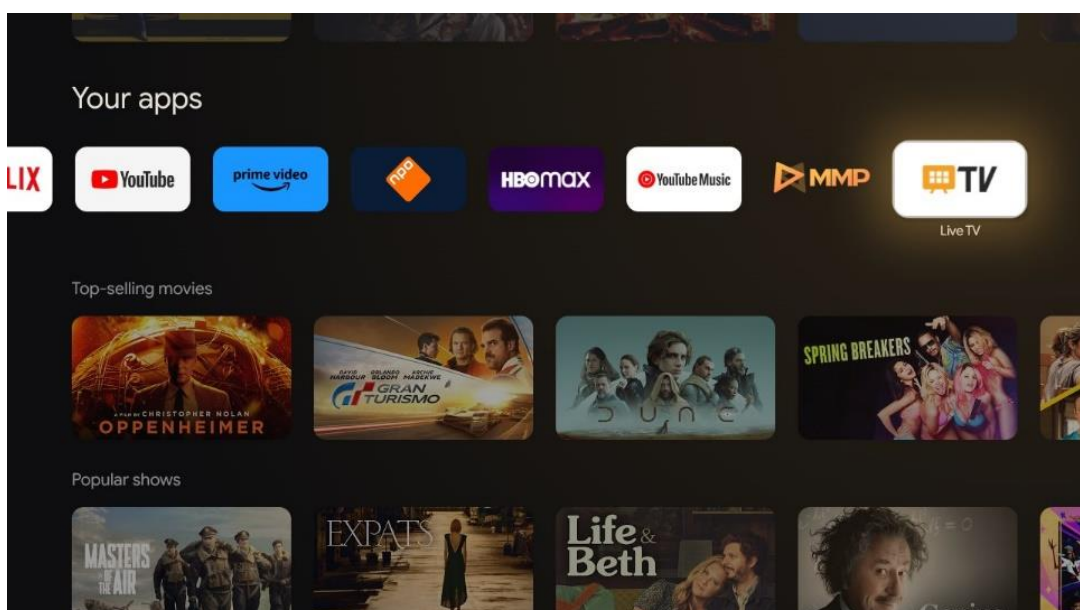 Your apps
LIX
YouTube
prime video
npo
HBOmax
YouTube Music
MMP
TV
Live TV
Top-selling movies
A FILM BY CHRISTOPHER NOLAN
OPPENHEIMER
DAVID HARBOUR ORLANDO BLOOM ARCHIE MADEKWE
GRAN
TURISMO
DUNE
SPRING BREAKERS
Popular shows
MASTERS
OF THE AIR
EXPATS
Life &
Beth